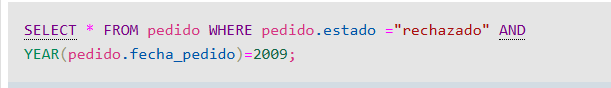 SELECT * FROM pedido WHERE pedido.estado ="rechazado" AND
YEAR(pedido.fecha_pedido)=2009;